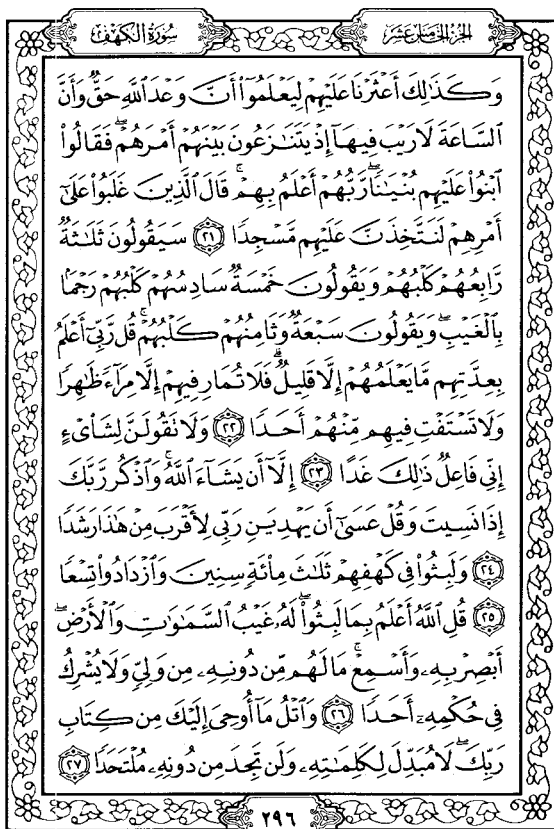 الجزء الخامس عشر
سورة الكهف
وَكَذَٰلِكَ أَعْثَرْنَا عَلَيْهِمْ لِيَعْلَمُوٓا۟ أَنَّ وَعْدَ ٱللَّهِ حَقٌّ وَأَنَّ
ٱلسَّاعَةَ لَا رَيْبَ فِيهَآ إِذْ يَتَنَٰزَعُونَ بَيْنَهُمْ أَمْرَهُمْ ۖ فَقَالُوا۟
ٱبْنُوا۟ عَلَيْهِم بُنْيَٰنًا ۖ رَّبُّهُمْ أَعْلَمُ بِهِمْ ۚ قَالَ ٱلَّذِينَ غَلَبُوا۟ عَلَىٰٓ
أَمْرِهِمْ لَنَتَّخِذَنَّ عَلَيْهِم مَّسْجِدًا ٢١ سَيَقُولُونَ ثَلَٰثَةٌ
رَّابِعُهُمْ كَلْبُهُمْ وَيَقُولُونَ خَمْسَةٌ سَادِسُهُمْ كَلْبُهُمْ رَجْمًۢا
بِٱلْغَيْبِ ۖ وَيَقُولُونَ سَبْعَةٌ وَثَامِنُهُمْ كَلْبُهُمْ ۚ قُل رَّبِّىٓ أَعْلَمُ
بِعِدَّتِهِم مَّا يَعْلَمُهُمْ إِلَّا قَلِيلٌ ۗ فَلَا تُمَارِ فِيهِمْ إِلَّا مِرَآءً ظَٰهِرًا
وَلَا تَسْتَفْتِ فِيهِم مِّنْهُمْ أَحَدًا ٢٢ وَلَا تَقُولَنَّ لِشَا۟ىْءٍ
إِنِّى فَاعِلٌ ذَٰلِكَ غَدًا ٢٣ إِلَّآ أَن يَشَآءَ ٱللَّهُ ۚ وَٱذْكُر رَّبَّكَ
إِذَا نَسِيتَ وَقُلْ عَسَىٰٓ أَن يَهْدِيَنِ رَبِّى لِأَقْرَبَ مِنْ هَٰذَا رَشَدًا
٢٤ وَلَبِثُوا۟ فِى كَهْفِهِمْ ثَلَٰثَ مِا۟ئَةٍ سِنِينَ وَٱزْدَادُوا۟ تِسْعًا
٢٥ قُلِ ٱللَّهُ أَعْلَمُ بِمَا لَبِثُوا۟ ۖ لَهُۥ غَيْبُ ٱلسَّمَٰوَٰتِ وَٱلْأَرْضِ ۖ
أَبْصِرْ بِهِۦ وَأَسْمِعْ ۚ مَا لَهُم مِّن دُونِهِۦ مِن وَلِىٍّ وَلَا يُشْرِكُ
فِى حُكْمِهِۦٓ أَحَدًا ٢٦ وَٱتْلُ مَآ أُوحِىَ إِلَيْكَ مِن كِتَابِ
رَبِّكَ ۖ لَا مُبَدِّلَ لِكَلِمَٰتِهِۦ وَلَن تَجِدَ مِن دُونِهِۦ مُلْتَحَدًا ٢٧
٢٩٦